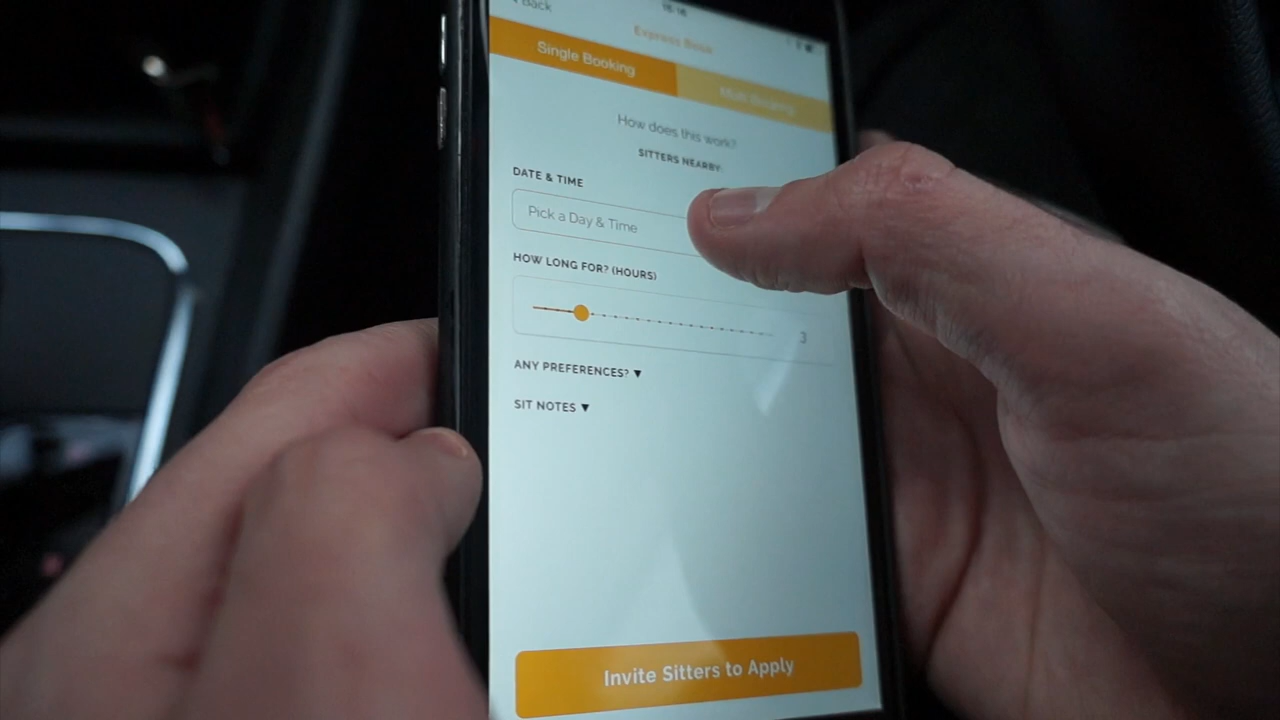 Back
Single Booking
How does this work?
SITTERS NEARBY:
DATE & TIME
Pick a Day & Time
HOW LONG FOR? (HOURS)
3
ANY PREFERENCES? ▼
SIT NOTES ▼
Invite Sitters to Apply